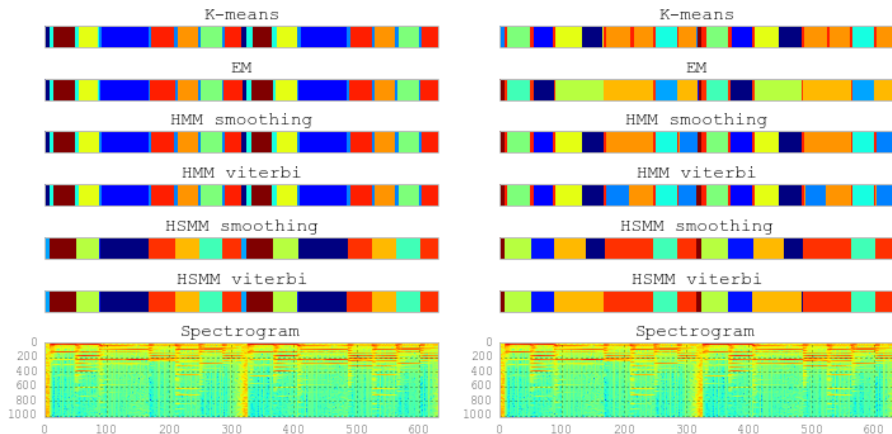 K-means
EM
HMM smoothing
HMM viterbi
HSMM smoothing
HSMM viterbi
Spectrogram
0
200
400
600
800
1000
0 100 200 300 400 500 600
K-means
EM
HMM smoothing
HMM viterbi
HSMM smoothing
HSMM viterbi
Spectrogram
0
200
400
600
800
1000
0 100 200 300 400 500 600